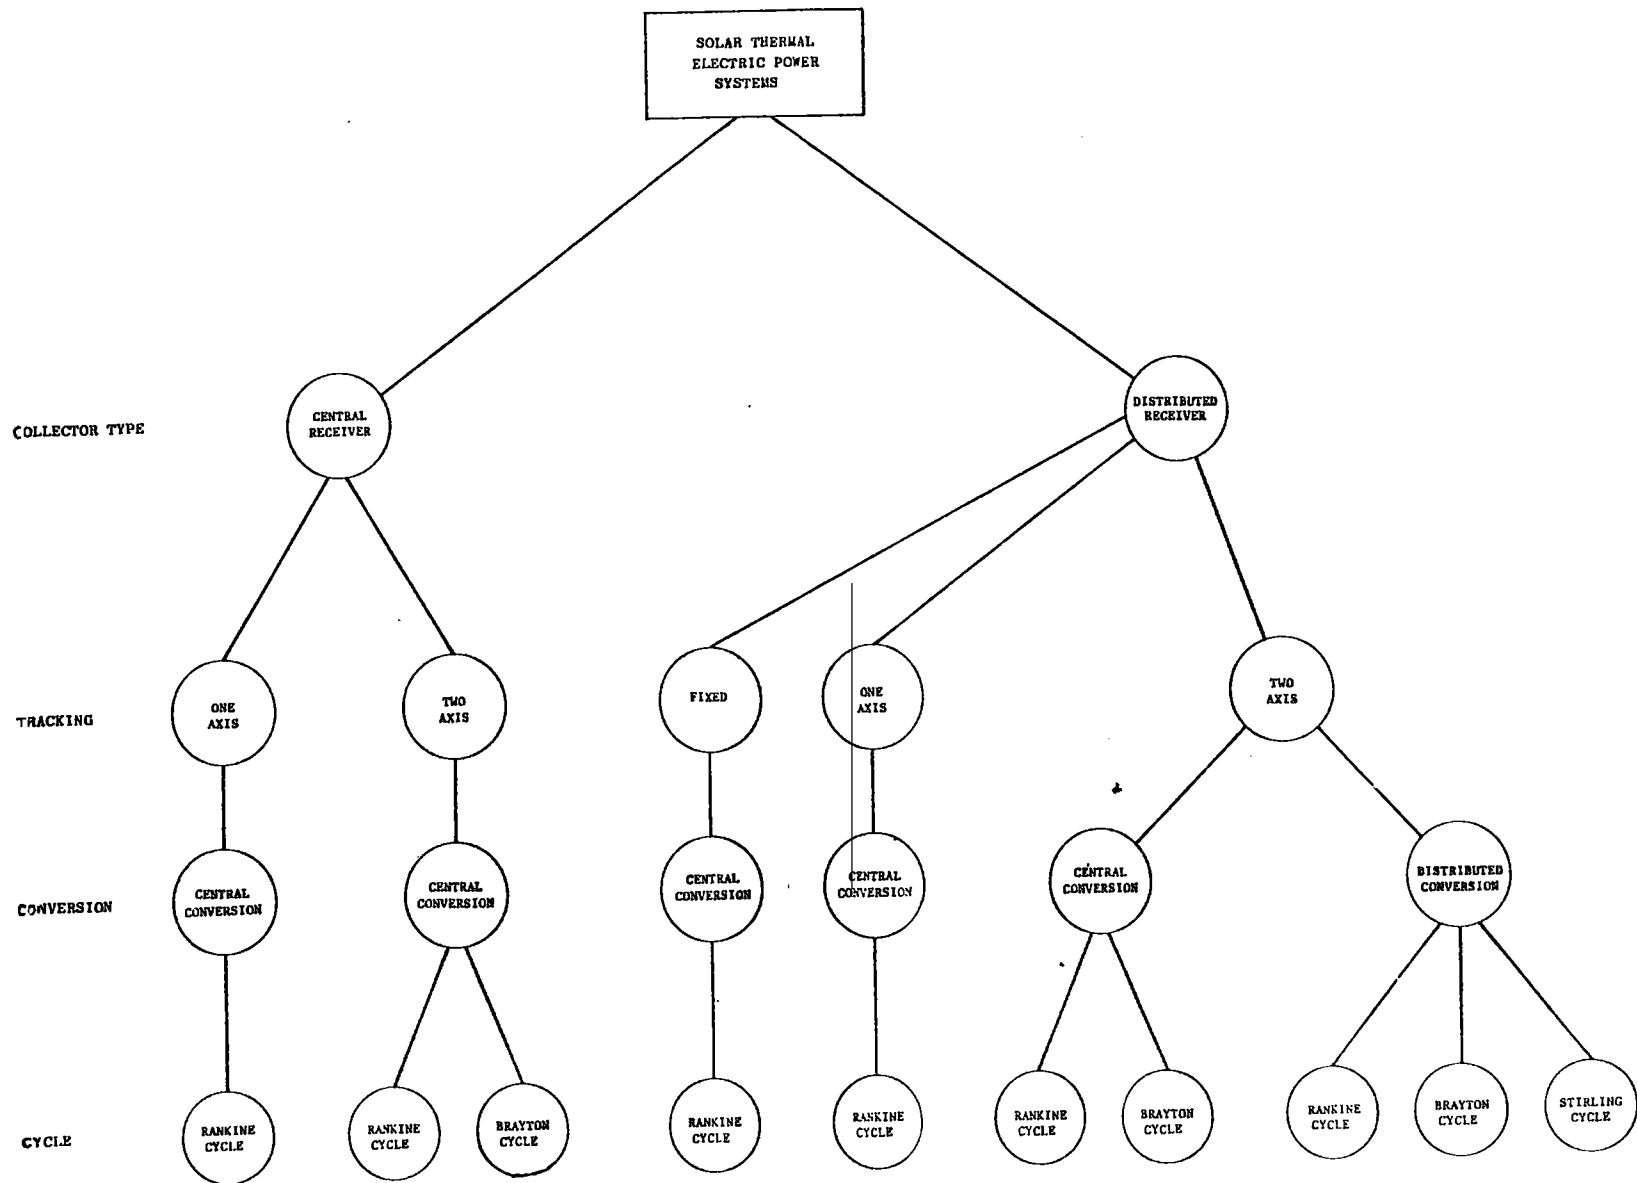 SOLAR THERMAL
ELECTRIC POWER
SYSTEMS
COLLECTOR TYPE
CENTRAL
RECEIVER
DISTRIBUTED
RECEIVER
TRACKING
ONE
AXIS
TWO
AXIS
FIXED
ONE
AXIS
TWO
AXIS
CONVERSION
CENTRAL
CONVERSION
CENTRAL
CONVERSION
CENTRAL
CONVERSION
CENTRAL
CONVERSION
CENTRAL
CONVERSION
DISTRIBUTED
CONVERSION
CYCLE
RANKINE
CYCLE
RANKINE
CYCLE
BRAYTON
CYCLE
RANKINE
CYCLE
RANKINE
CYCLE
RANKINE
CYCLE
BRAYTON
CYCLE
RANKINE
CYCLE
BRAYTON
CYCLE
STIRLING
CYCLE